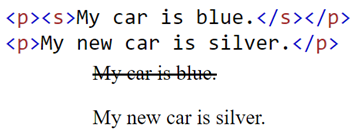 <p><s>My car is blue.</s></p>
<p>My new car is silver.</p>
My car is blue.
My new car is silver.